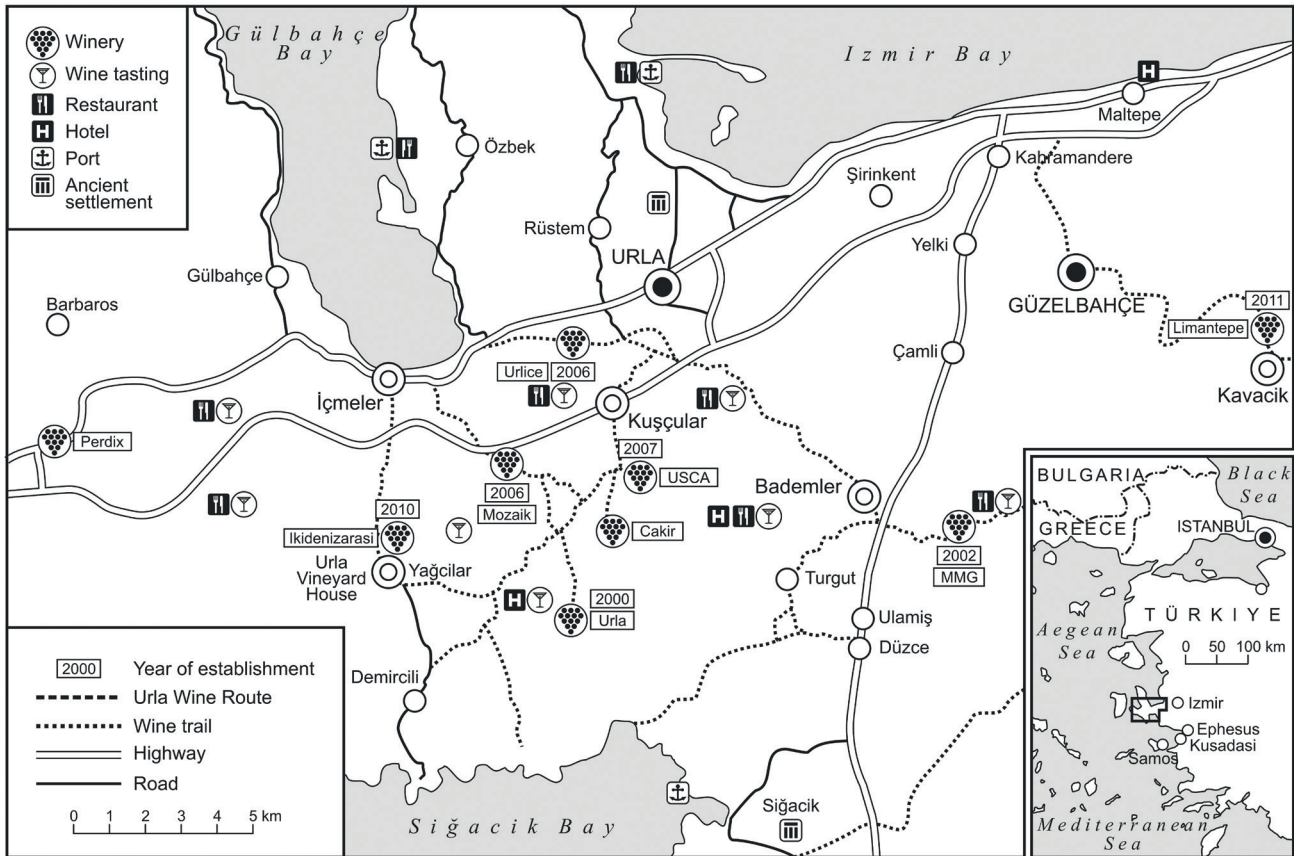 Winery
Wine tasting
Restaurant
Hotel
Port
Ancient
settlement
Gülbahçe
Bay
Izmir Bay
Maltepe
Özbek
Kahramandere
Şirinkent
Rüstem
Yelki
URLA
Gülbahçe
GÜZELBAHÇE
2011
Limantepe
Barbaros
Çamli
Kavacik
Urlice
2006
İçmeler
Kuşçular
Perdix
2007
USCA
2006
Mozaik
Bademler
2010
Ikidenizarasi
Cakir
2002
MMG
Urla
Vineyard
House
Yağcilar
Turgut
2000
Urla
Ulamiş
Düzce
Demircili
Siğacik
Siğacik Bay
2000
Year of establishment
Urla Wine Route
Wine trail
Highway
Road
0 1 2 3 4 5 km
BULGARIA
Black
Sea
GREECE
ISTANBUL
TÜRKIYE
Aegean
Sea
0 50 100 km
Izmir
Ephesus
Kusadasi
Samos
Mediterranean
Sea